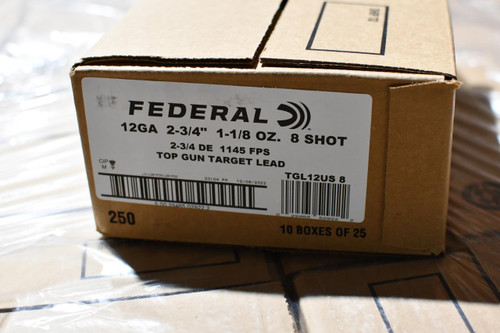 FEDERAL
12GA 2-3/4" 1-1/8 OZ. 8 SHOT
2-3/4 DE 1145 FPS
TOP GUN TARGET LEAD
CIP
M
TGL12US 8
250
10 BOXES OF 25